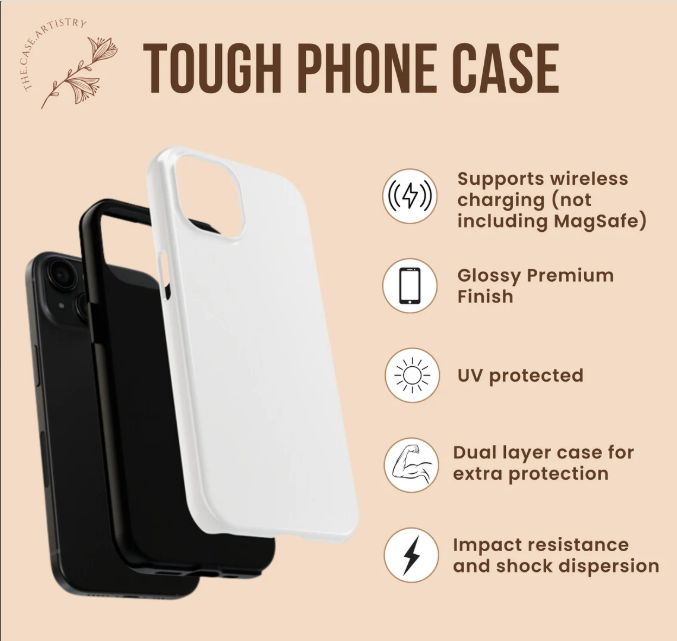 THE.CASE.ARTISTRY
TOUGH PHONE CASE
Supports wireless
charging (not
including MagSafe)
Glossy Premium
Finish
UV protected
Dual layer case for
extra protection
Impact resistance
and shock dispersion